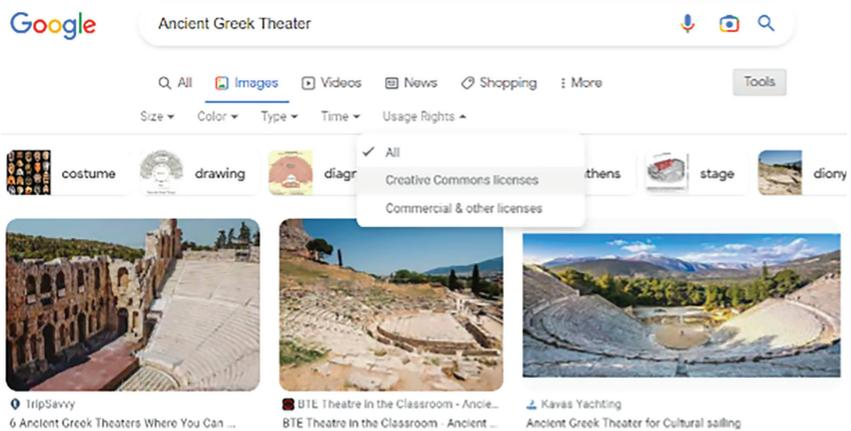 Google
Ancient Greek Theater
All Images Videos News Shopping More Tools
Size Color Type Time Usage Rights
All
Creative Commons licenses
Commercial & other licenses
costume drawing diagr thens stage diony
TripSavvy
6 Ancient Greek Theaters Where You Can ...
BTE Theatre in the Classroom - Ancie...
BTE Theatre in the Classroom - Ancient ...
Kavas Yachting
Ancient Greek Theater for Cultural sailing